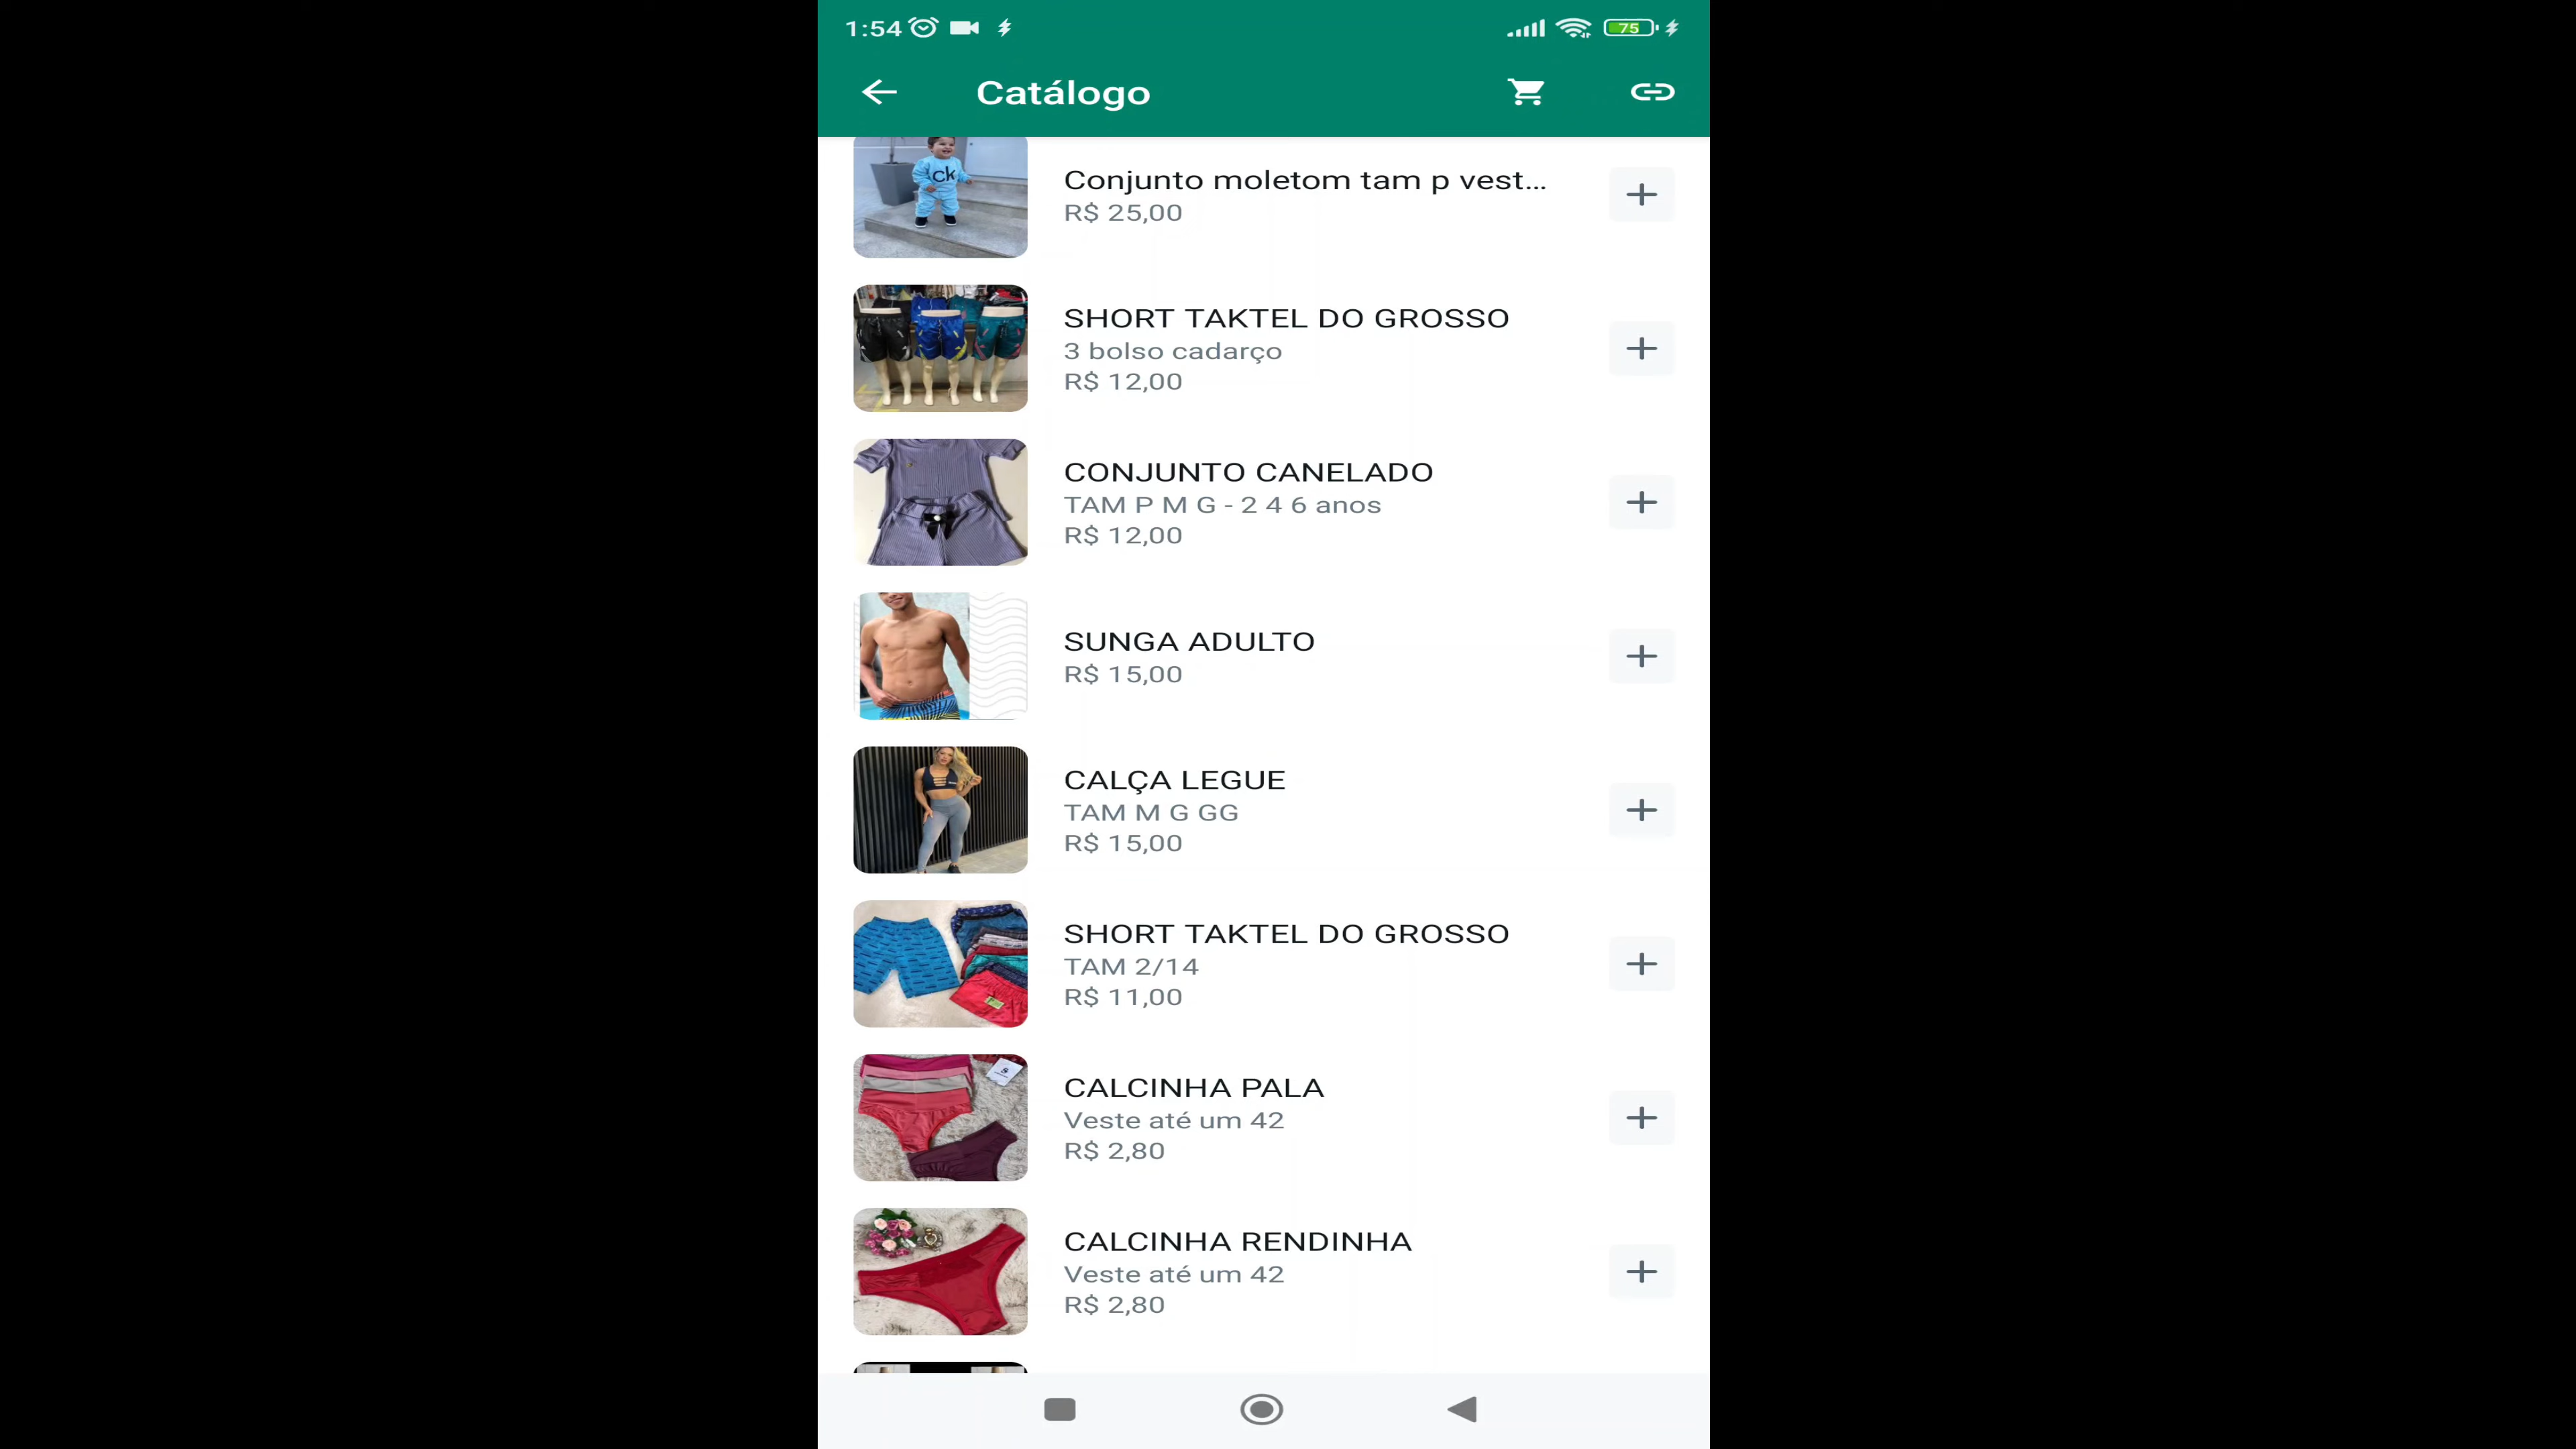 1:54
75
Catálogo
ck
Conjunto moletom tam p vest...
R$ 25,00
SHORT TAKTEL DO GROSSO
3 bolso cadarço
R$ 12,00
CONJUNTO CANELADO
TAM P M G - 2 4 6 anos
R$ 12,00
SUNGA ADULTO
R$ 15,00
CALÇA LEGUE
TAM M G GG
R$ 15,00
SHORT TAKTEL DO GROSSO
TAM 2/14
R$ 11,00
CALCINHA PALA
Veste até um 42
R$ 2,80
CALCINHA RENDINHA
Veste até um 42
R$ 2,80